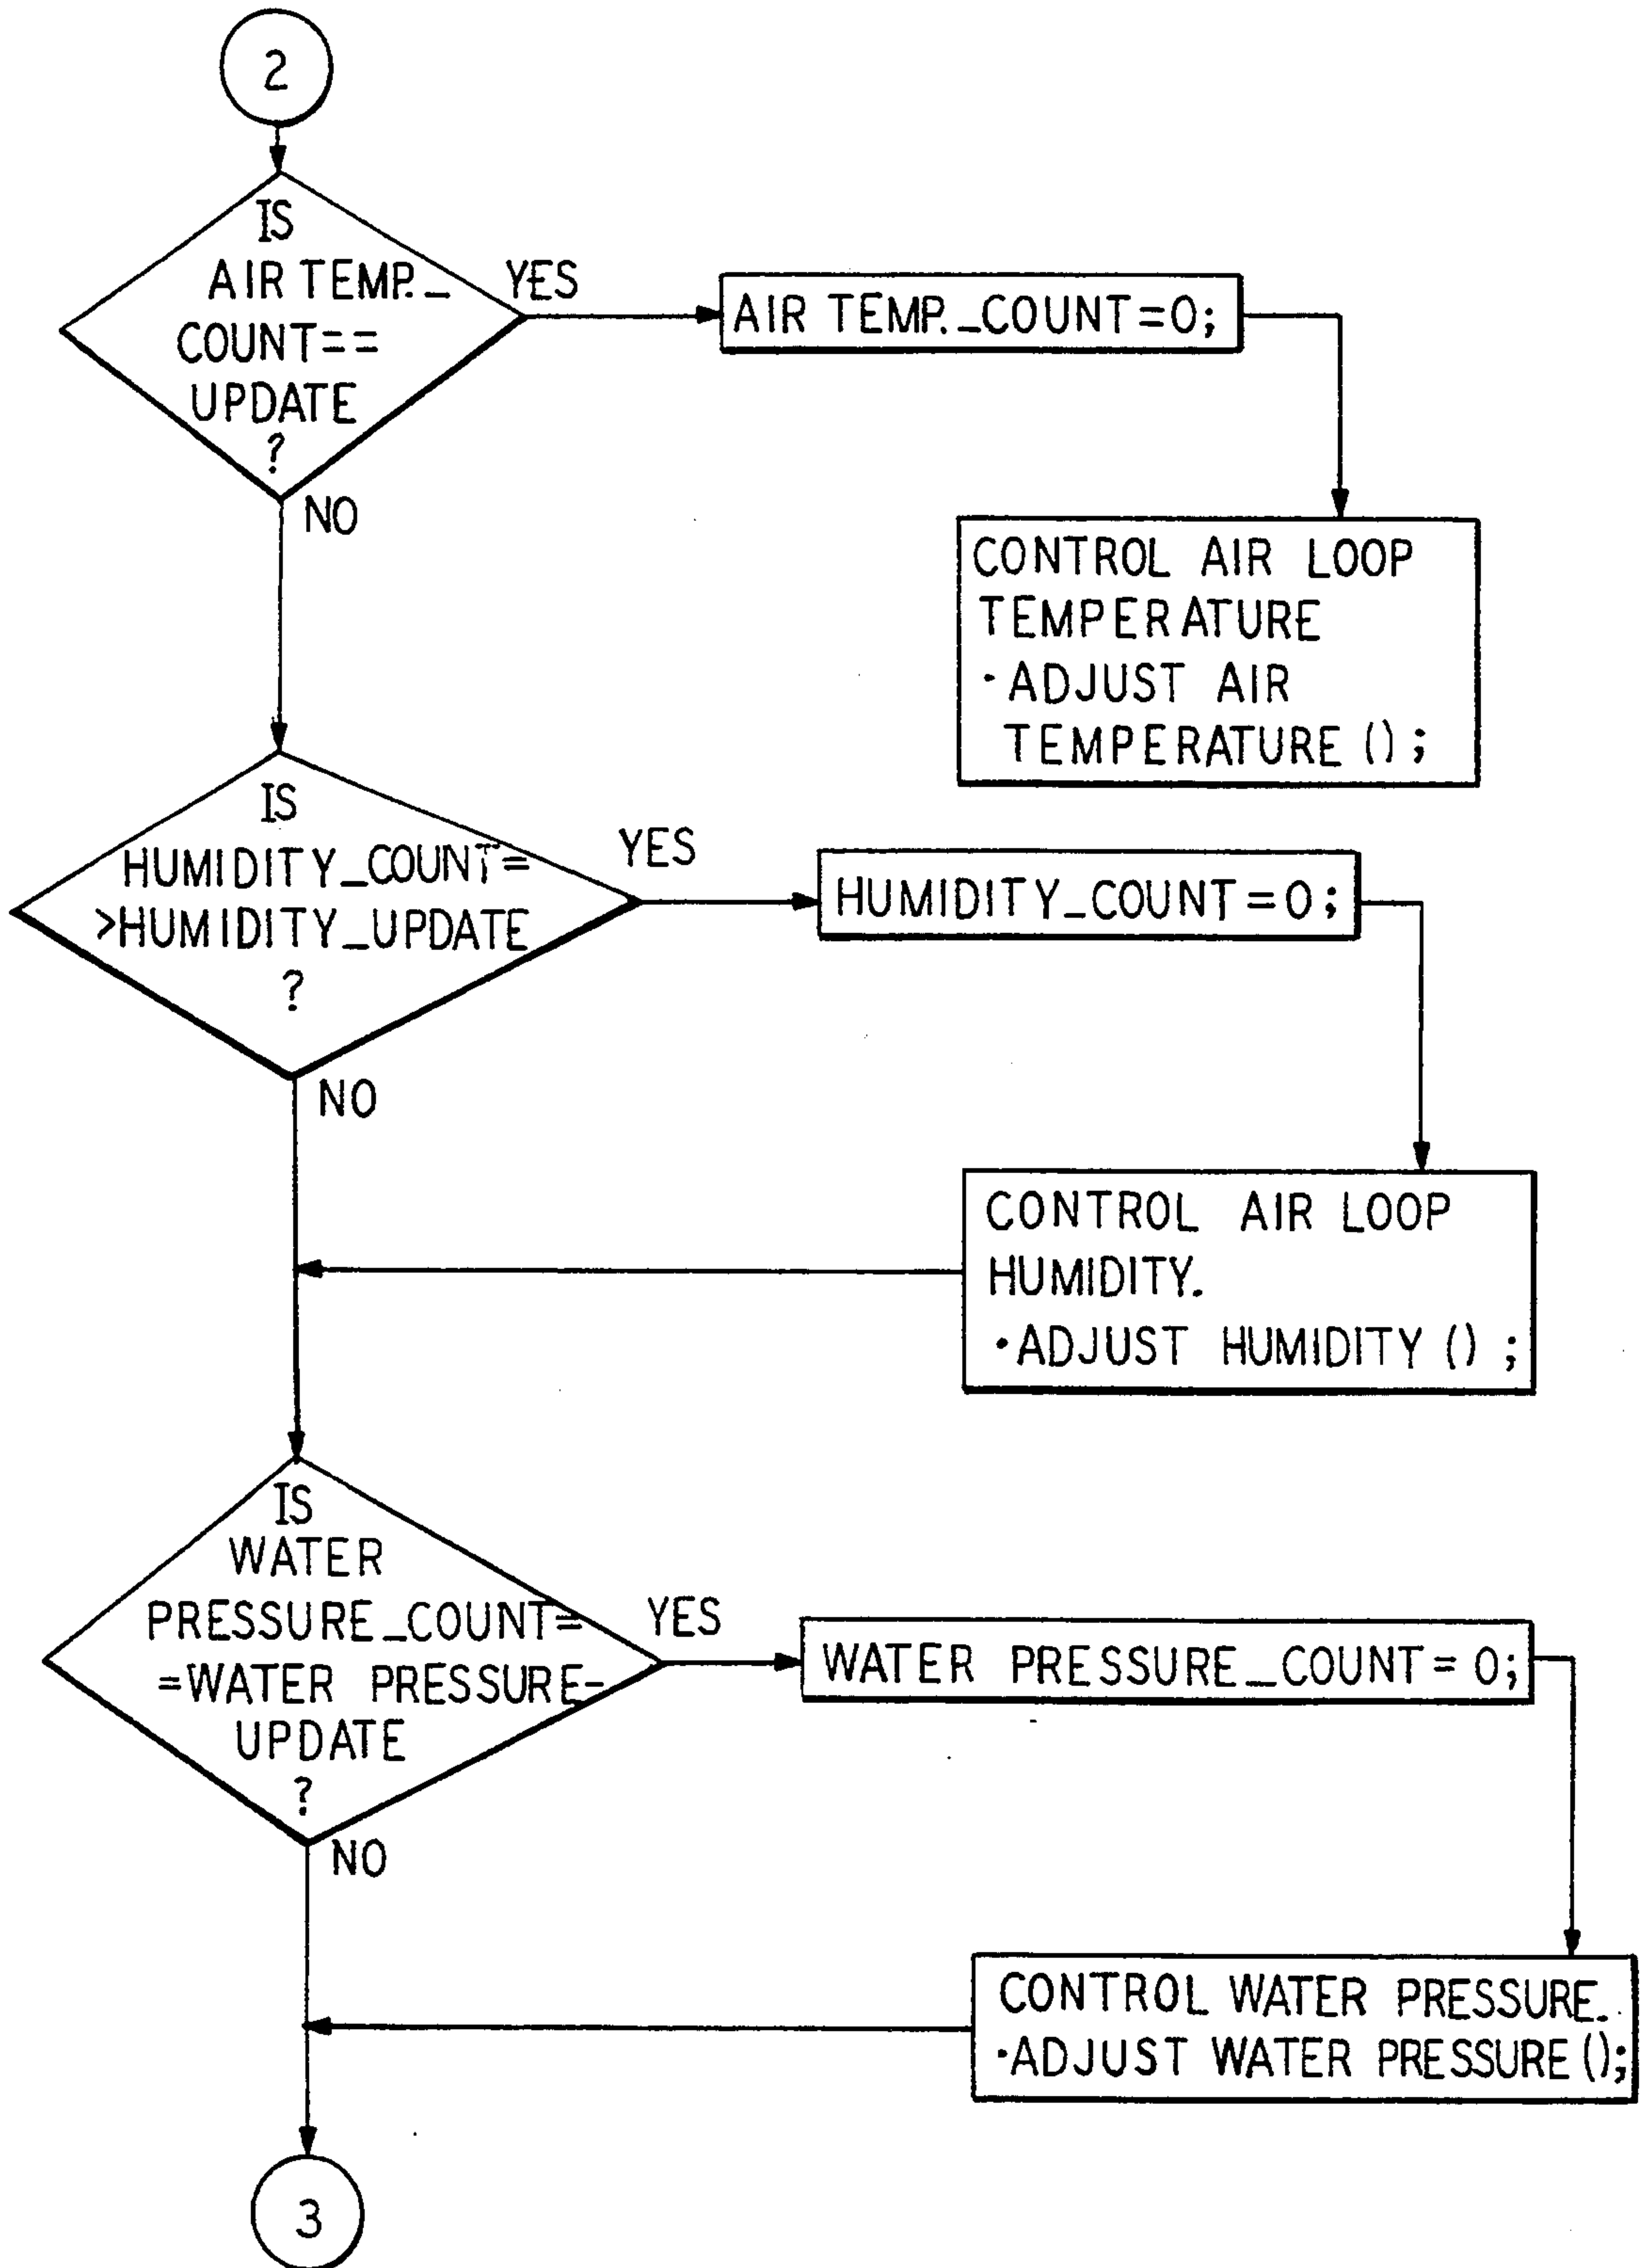 2
IS
AIR TEMP._
COUNT==
UPDATE
?
YES
AIR TEMP._COUNT=0;
NO
CONTROL AIR LOOP
TEMPERATURE
·ADJUST AIR
TEMPERATURE();
IS
HUMIDITY_COUNT=
>HUMIDITY_UPDATE
?
YES
HUMIDITY_COUNT=0;
NO
CONTROL AIR LOOP
HUMIDITY.
·ADJUST HUMIDITY();
IS
WATER
PRESSURE_COUNT=
=WATER PRESSURE-
UPDATE
?
YES
WATER PRESSURE_COUNT=0;
NO
CONTROL WATER PRESSURE.
·ADJUST WATER PRESSURE();
3